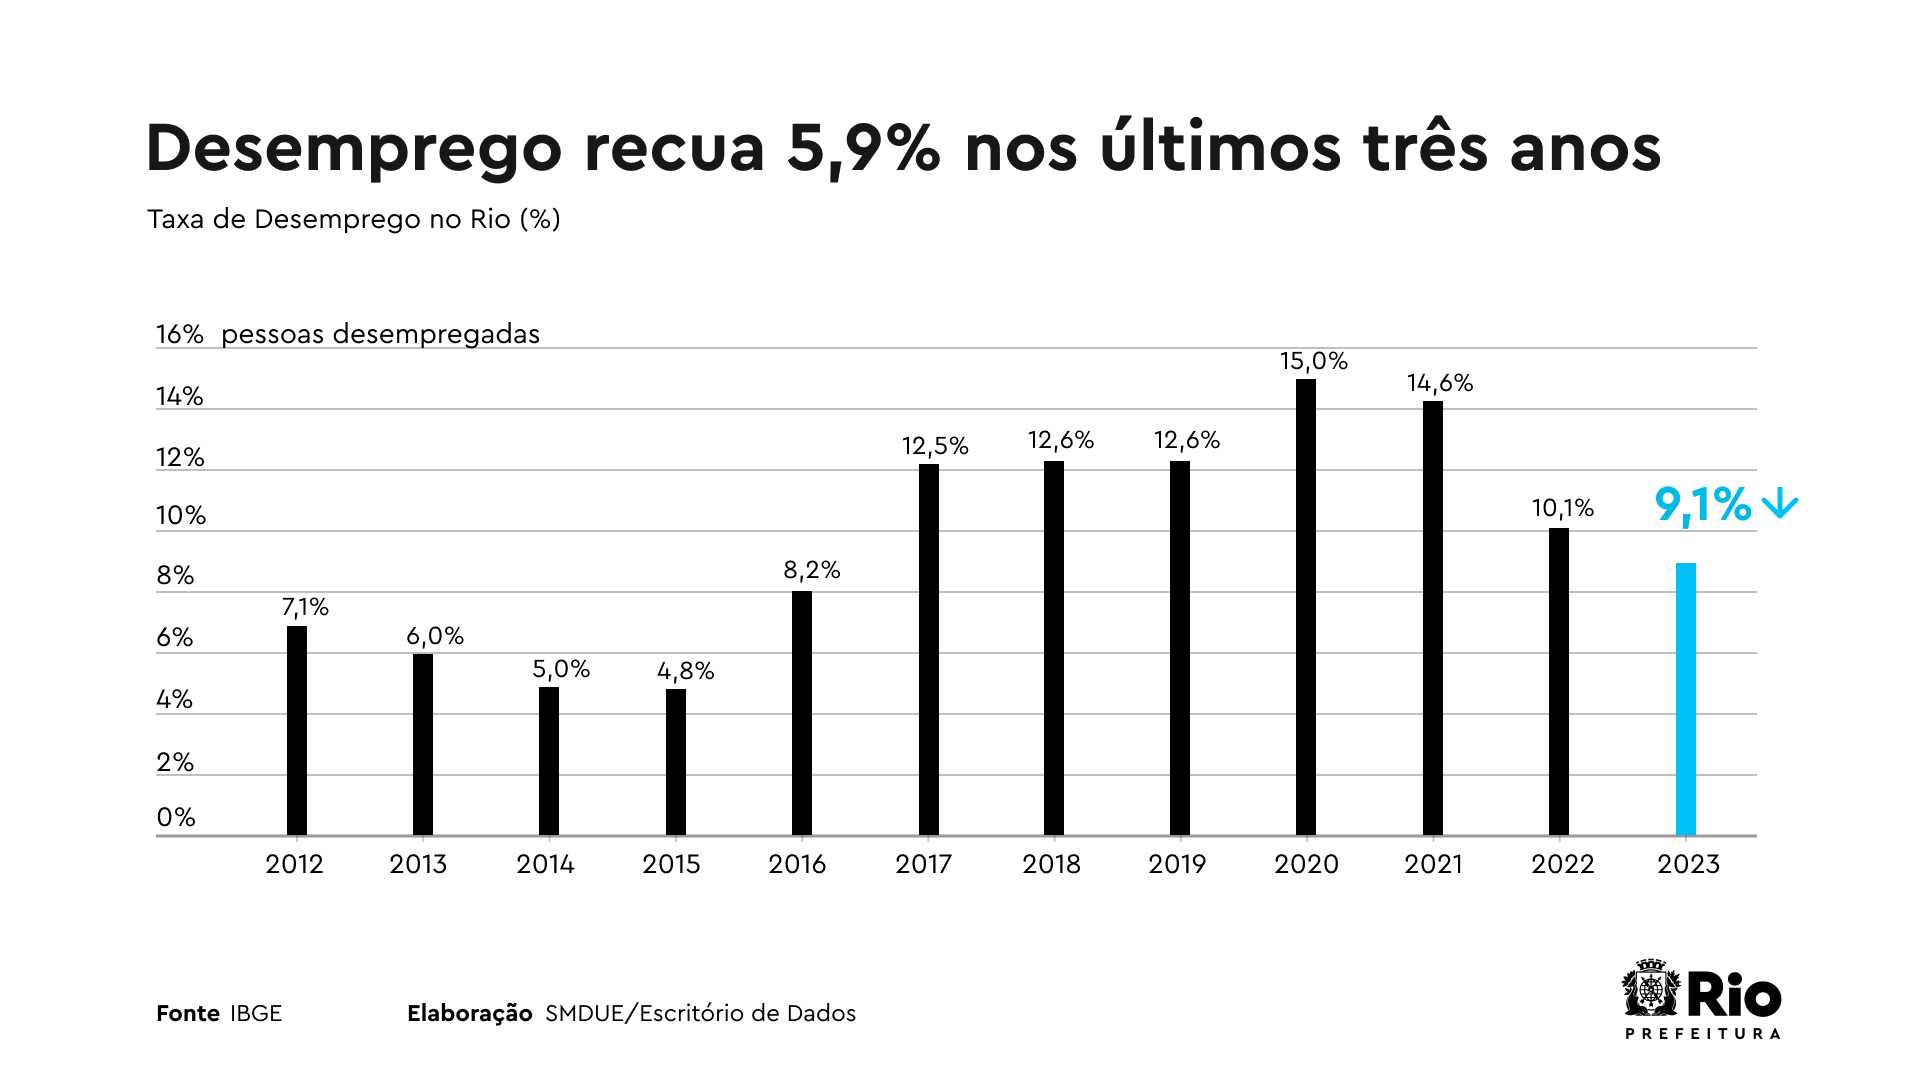 Desemprego recua 5,9% nos últimos três anos
Taxa de Desemprego no Rio (%)
16% pessoas desempregadas
14%
12%
10%
8%
6%
4%
2%
0%
7,1%
6,0%
5,0%
4,8%
8,2%
12,5%
12,6%
12,6%
15,0%
14,6%
10,1%
9,1%
2012 2013 2014 2015 2016 2017 2018 2019 2020 2021 2022 2023
Fonte IBGE Elaboração SMDUE/Escritório de Dados
Rio
PREFEITURA